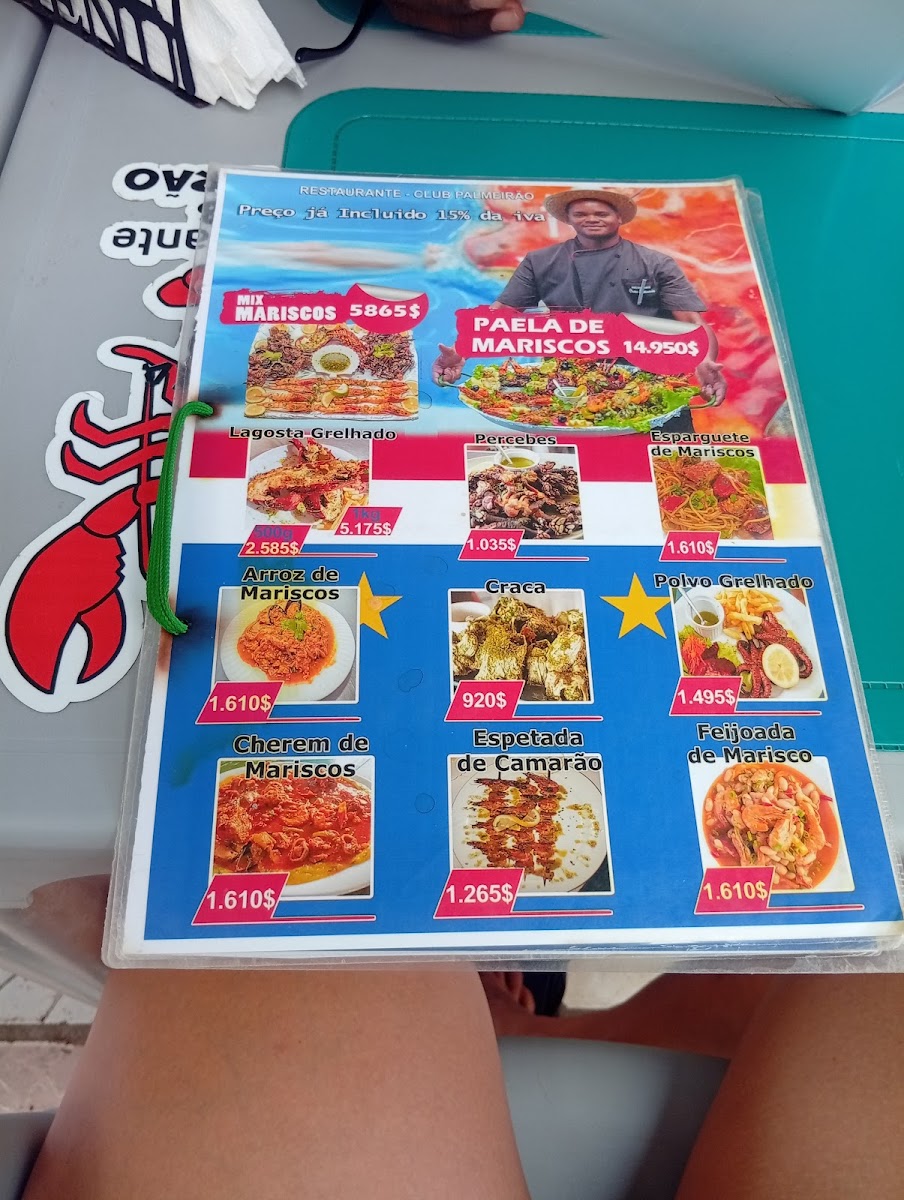 RÃO
ante
RESTAURANTE - CLUB PALMEIRÃO
Preço já Incluido 15% da iva
MIX
MARISCOS 5865$
PAELA DE
MARISCOS 14.950$
Lagosta Grelhado
500g
2.585$
1kg
5.175$
Percebes
1.035$
Esparguete
de Mariscos
1.610$
Arroz de
Mariscos
1.610$
Craca
920$
Polvo Grelhado
1.495$
Cherem de
Mariscos
1.610$
Espetada
de Camarão
1.265$
Feijoada
de Marisco
1.610$